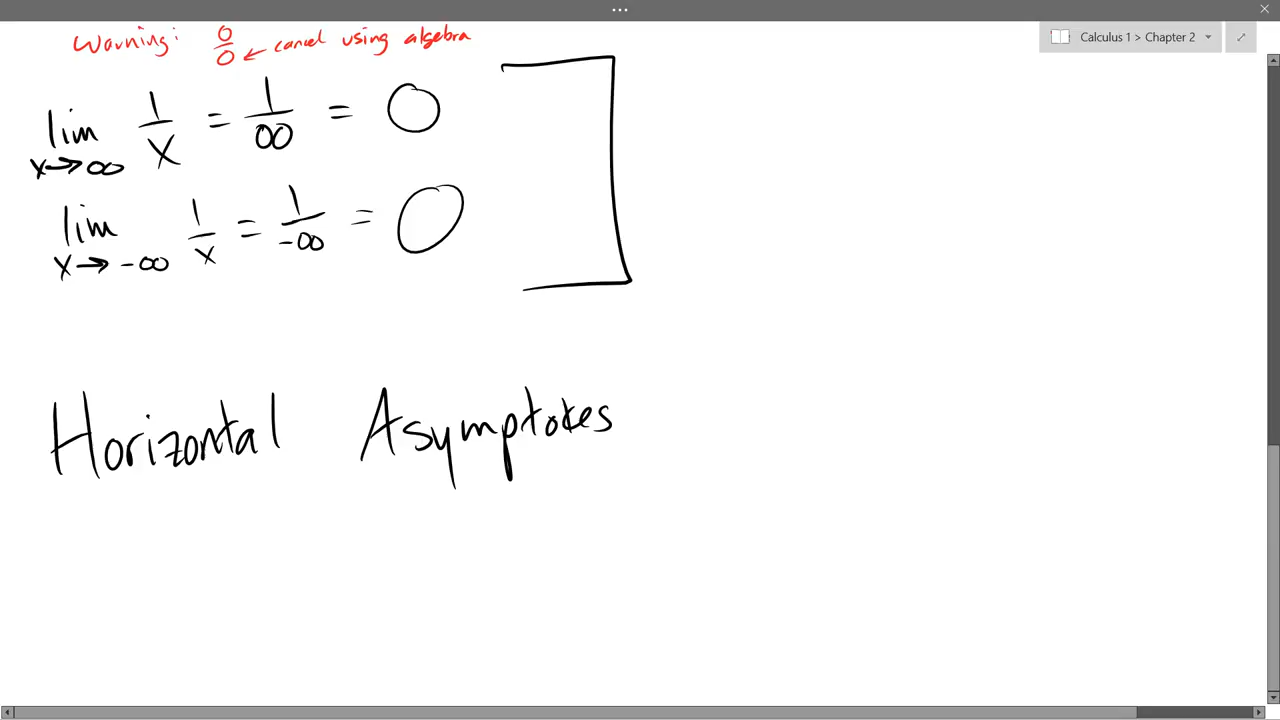 Warning: 0/0 ← cancel using algebra
Calculus 1 > Chapter 2
lim x→∞ 1/x = 1/∞ = 0
lim x→-∞ 1/x = 1/-∞ = 0
Horizontal Asymptotes